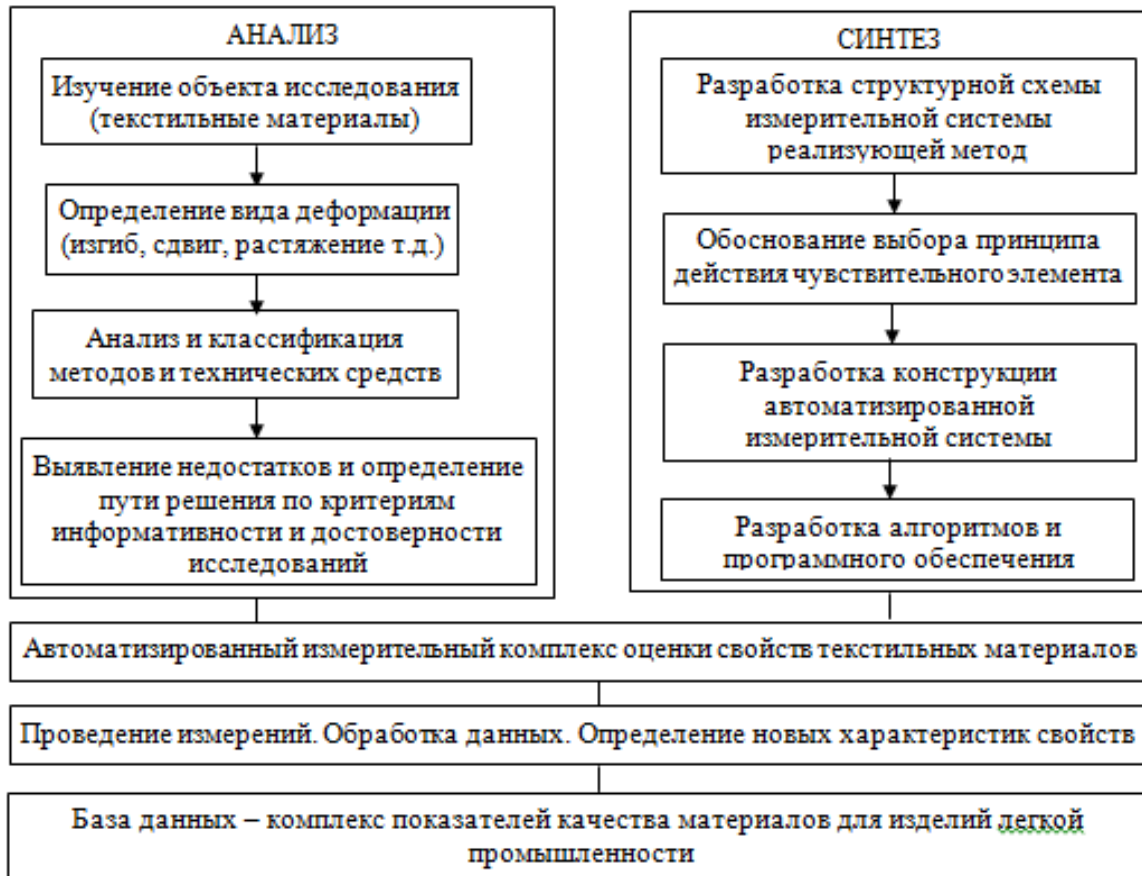 АНАЛИЗ
Изучение объекта исследования
(текстильные материалы)
Определение вида деформации
(изгиб, сдвиг, растяжение т.д.)
Анализ и классификация
методов и технических средств
Выявление недостатков и определение
пути решения по критериям
информативности и достоверности
исследований
СИНТЕЗ
Разработка структурной схемы
измерительной системы
реализующей метод
Обоснование выбора принципа
действия чувствительного элемента
Разработка конструкции
автоматизированной
измерительной системы
Разработка алгоритмов и
программного обеспечения
Автоматизированный измерительный комплекс оценки свойств текстильных материалов
Проведение измерений. Обработка данных. Определение новых характеристик свойств
База данных – комплекс показателей качества материалов для изделий легкой
промышленности